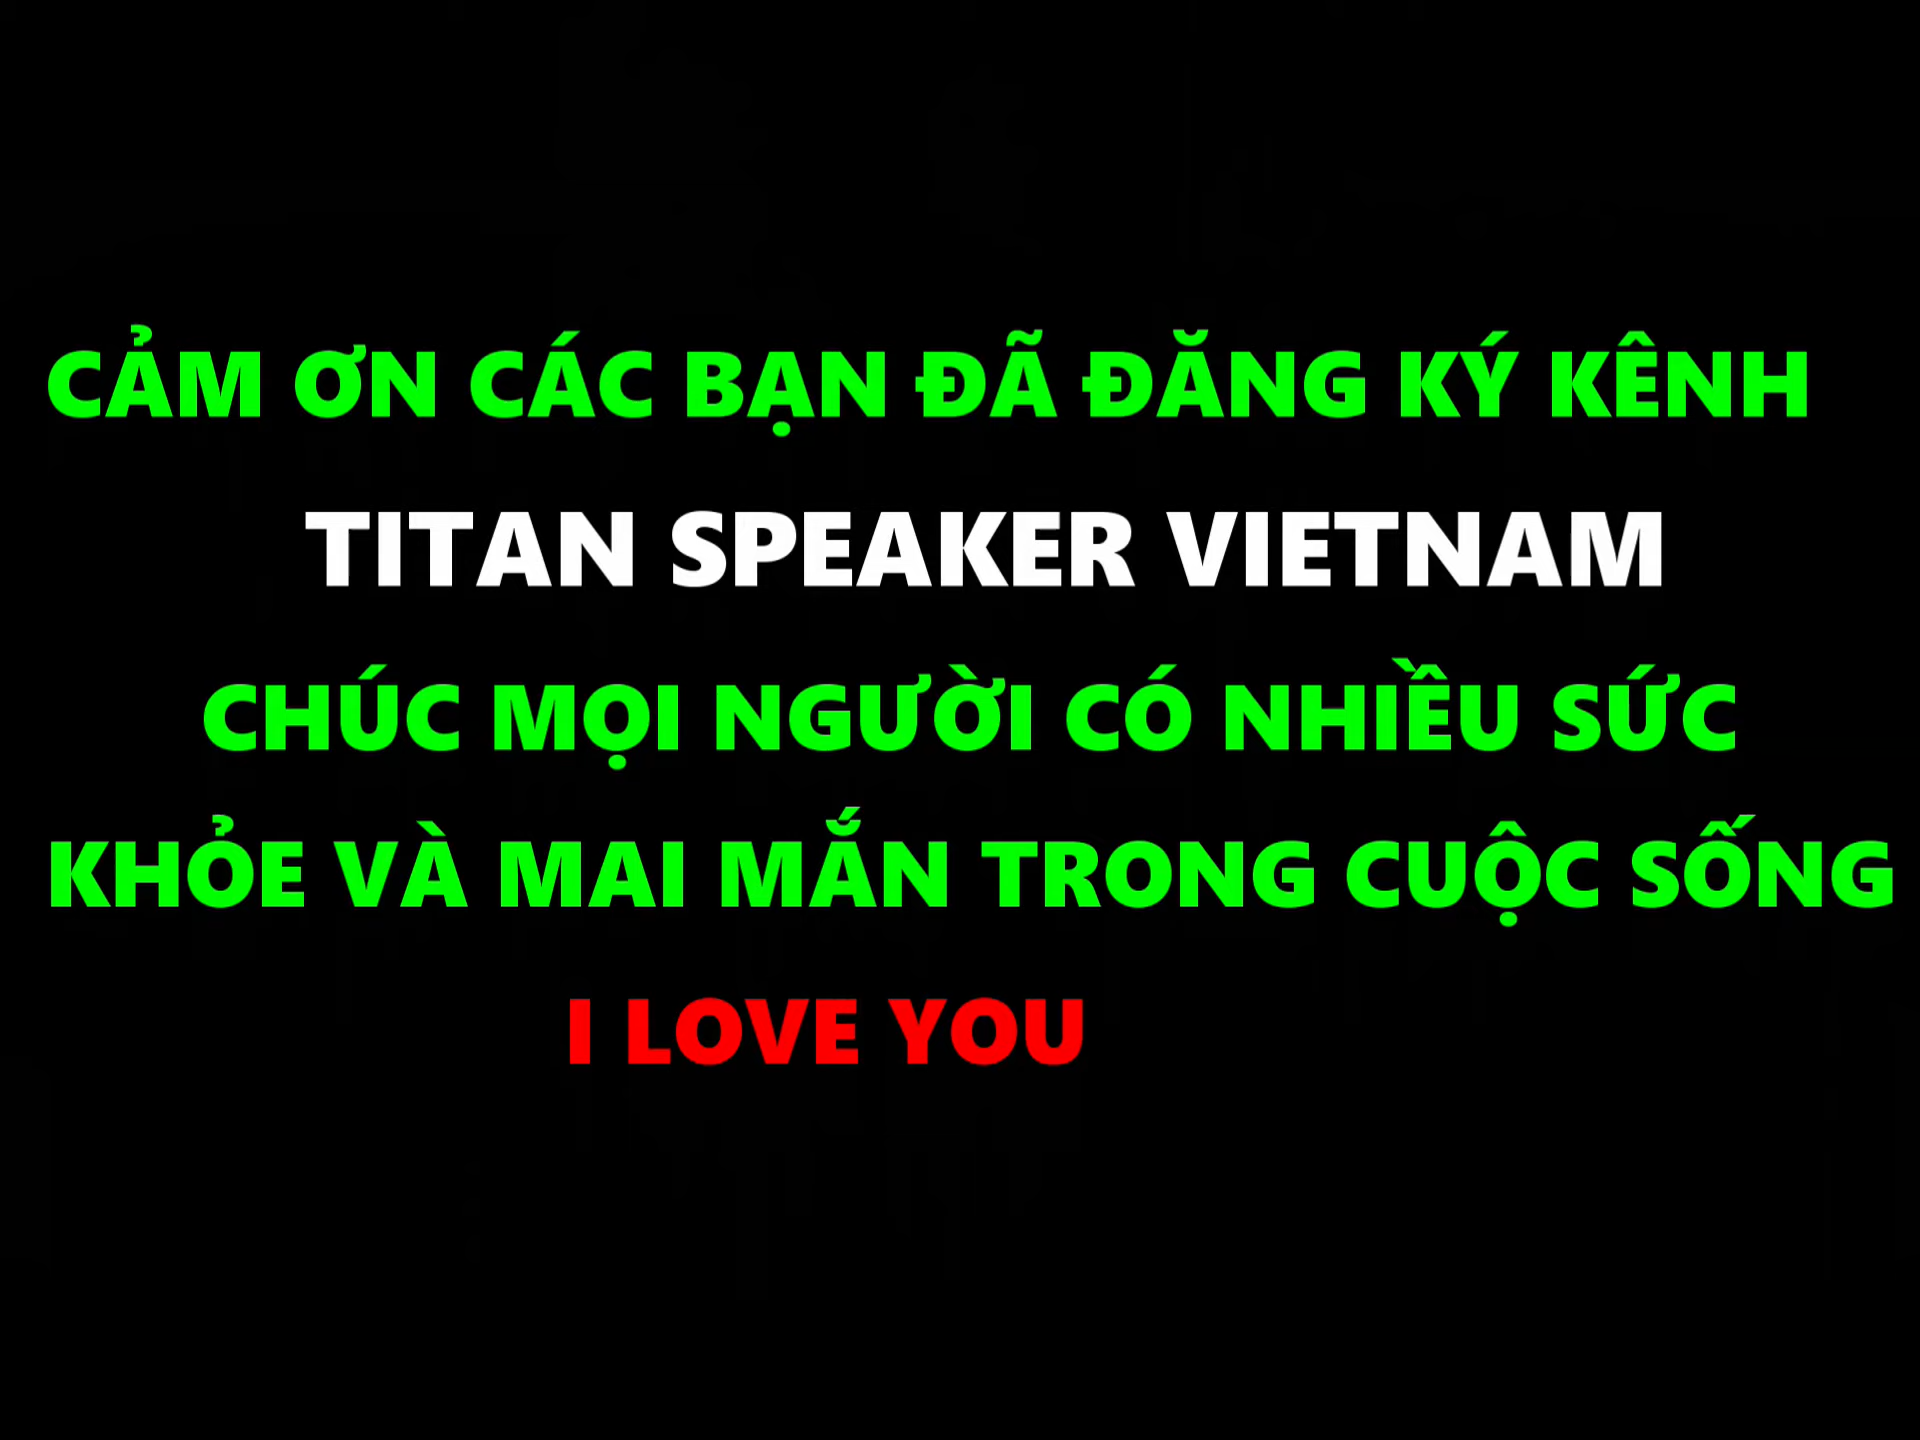 CẢM ƠN CÁC BẠN ĐÃ ĐĂNG KÝ KÊNH
TITAN SPEAKER VIETNAM
CHÚC MỌI NGƯỜI CÓ NHIỀU SỨC
KHỎE VÀ MAI MẮN TRONG CUỘC SỐNG
I LOVE YOU